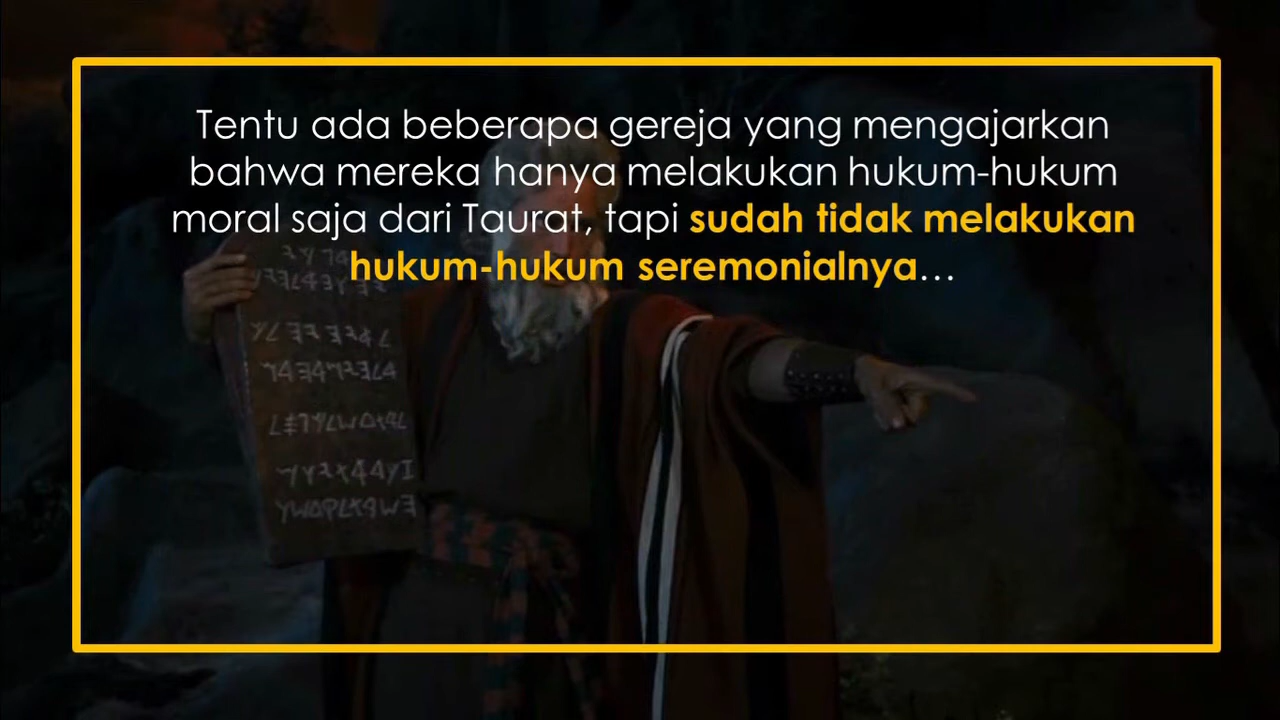 Tentu ada beberapa gereja yang mengajarkan
bahwa mereka hanya melakukan hukum-hukum
moral saja dari Taurat, tapi sudah tidak melakukan
hukum-hukum seremonialnya…